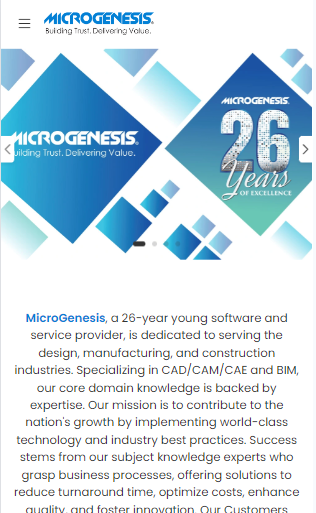 MICROGENESIS
Building Trust. Delivering Value.
MICROGENESIS
uilding Trust. Delivering Value.
MICROGENESIS
26
Years
OF EXCELLENCE
MicroGenesis, a 26-year young software and
service provider, is dedicated to serving the
design, manufacturing, and construction
industries. Specializing in CAD/CAM/CAE and BIM,
our core domain knowledge is backed by
expertise. Our mission is to contribute to the
nation's growth by implementing world-class
technology and industry best practices. Success
stems from our subject knowledge experts who
grasp business processes, offering solutions to
reduce turnaround time, optimize costs, enhance
quality, and foster innovation. Our Customers